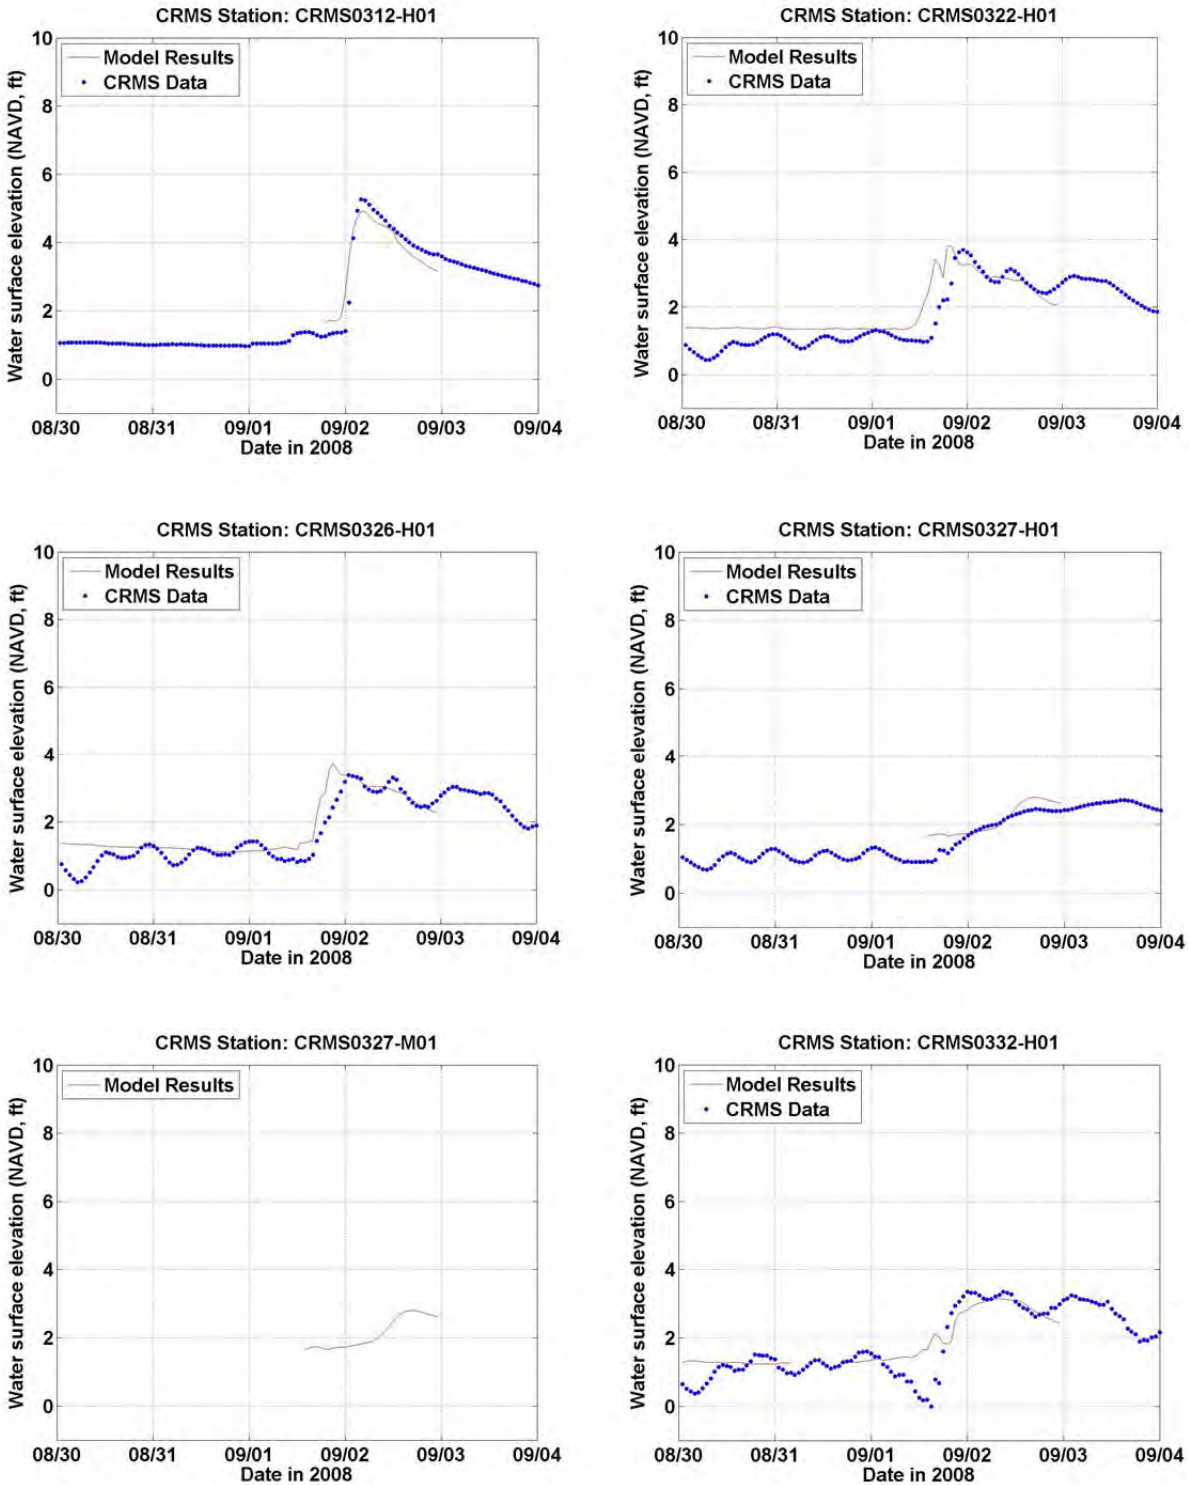 CRMS Station: CRMS0312-H01
Water surface elevation (NAVD, ft)
10
8
6
4
2
0
Model Results
CRMS Data
08/30 08/31 09/01 09/02 09/03 09/04
Date in 2008
CRMS Station: CRMS0322-H01
Water surface elevation (NAVD, ft)
10
8
6
4
2
0
Model Results
CRMS Data
08/30 08/31 09/01 09/02 09/03 09/04
Date in 2008
CRMS Station: CRMS0326-H01
Water surface elevation (NAVD, ft)
10
8
6
4
2
0
Model Results
CRMS Data
08/30 08/31 09/01 09/02 09/03 09/04
Date in 2008
CRMS Station: CRMS0327-H01
Water surface elevation (NAVD, ft)
10
8
6
4
2
0
Model Results
CRMS Data
08/30 08/31 09/01 09/02 09/03 09/04
Date in 2008
CRMS Station: CRMS0327-M01
Water surface elevation (NAVD, ft)
10
8
6
4
2
0
Model Results
08/30 08/31 09/01 09/02 09/03 09/04
Date in 2008
CRMS Station: CRMS0332-H01
Water surface elevation (NAVD, ft)
10
8
6
4
2
0
Model Results
CRMS Data
08/30 08/31 09/01 09/02 09/03 09/04
Date in 2008